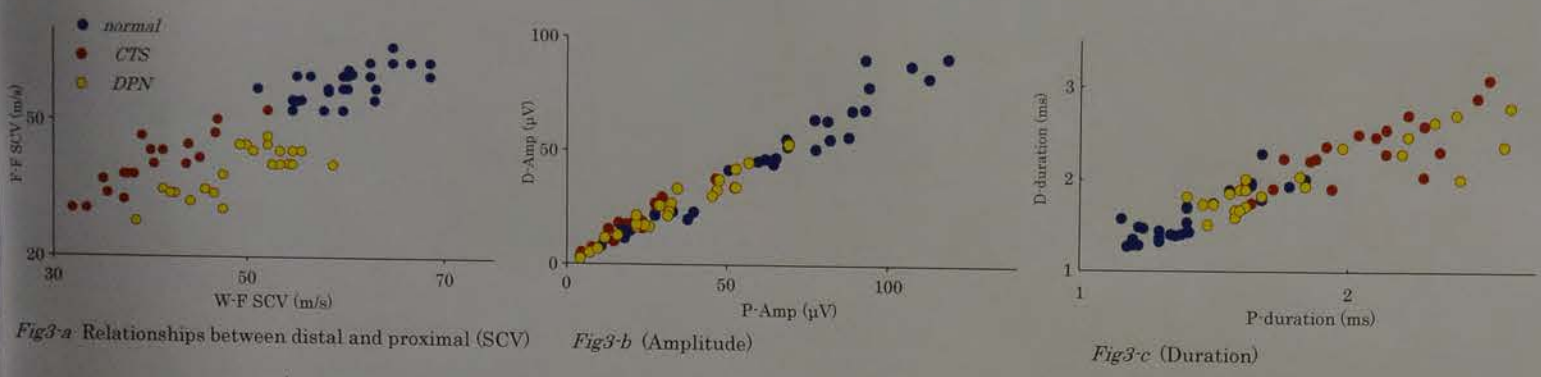 normal
CTS
DPN
F-F SCV (m/s)
50
20
30
50
70
W-F SCV (m/s)
Fig3-a Relationships between distal and proximal (SCV)
100
50
0
D-Amp (μV)
0
50
100
P-Amp (μV)
Fig3-b (Amplitude)
3
2
1
D-duration (ms)
1
2
P-duration (ms)
Fig3-c (Duration)